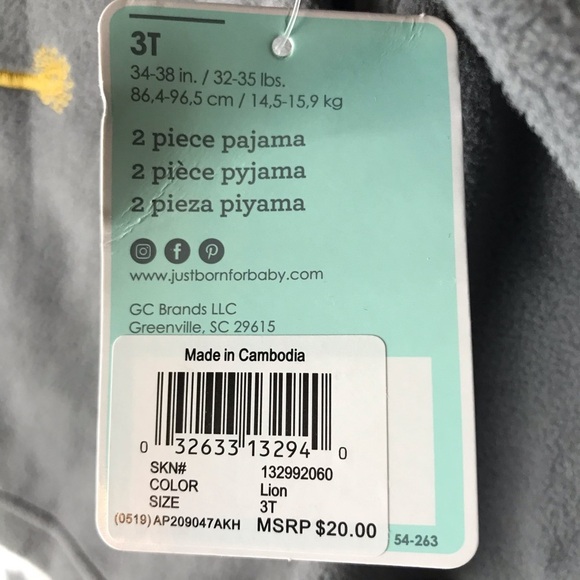 3T
34-38 in. / 32-35 lbs.
86,4-96,5 cm / 14,5-15,9 kg
2 piece pajama
2 pièce pyjama
2 pieza piyama
www.justbornforbaby.com
GC Brands LLC
Greenville, SC 29615
Made in Cambodia
0 32633 13294 0
SKN# 132992060
COLOR Lion
SIZE 3T
(0519) AP209047AKH MSRP $20.00
54-263